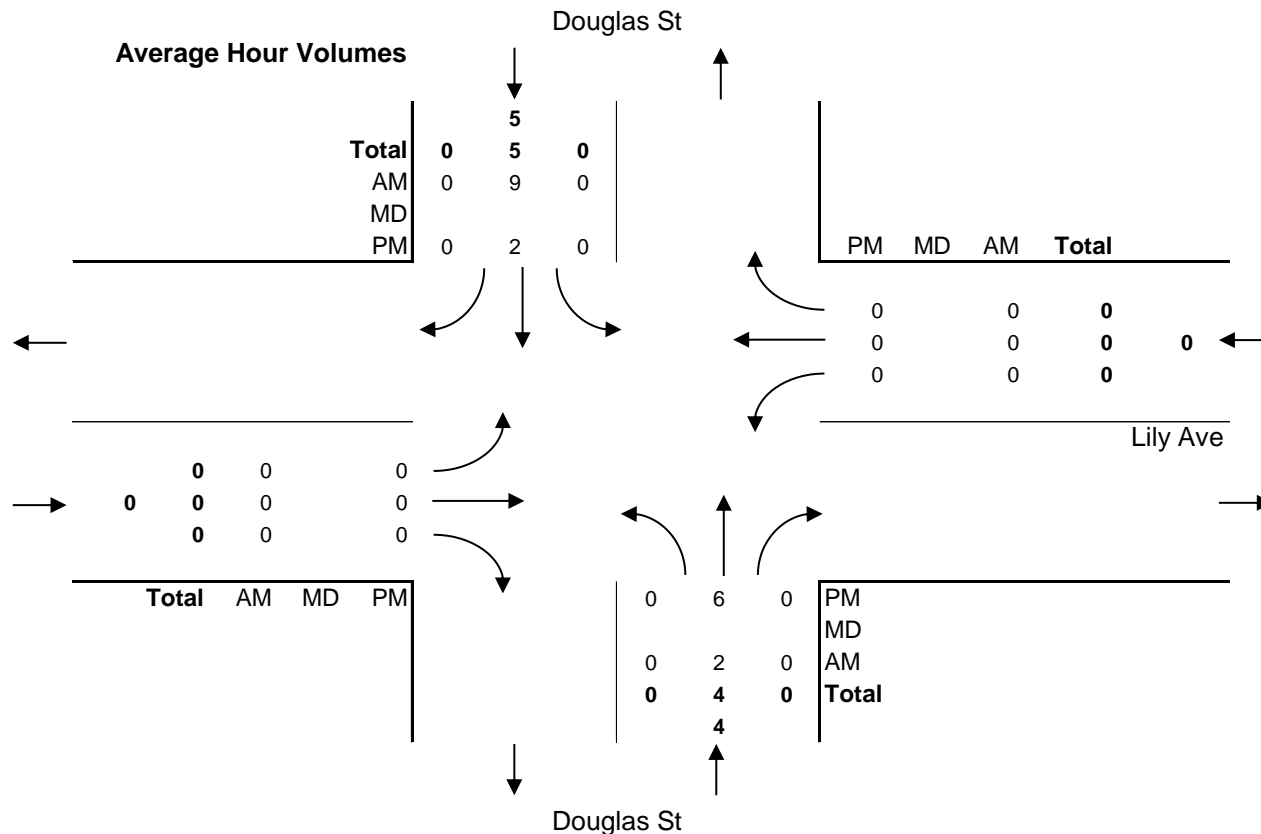 Douglas St
Average Hour Volumes
5
Total 0 5 0
AM 0 9 0
MD
PM 0 2 0
PM MD AM Total
0 0 0
0 0 0 0
0 0 0
Lily Ave
0 0 0
0 0 0 0
0 0 0
Total AM MD PM
0 6 0 PM
MD
0 2 0 AM
0 4 0 Total
4
Douglas St